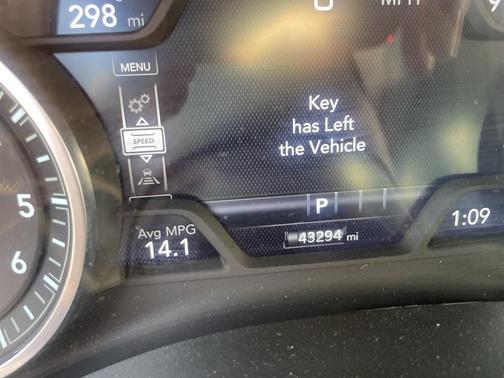 298 mi
MPH
MENU
SPEED
Key
has Left
the Vehicle
P
Avg MPG
14.1
43294 mi
1:09
5
6